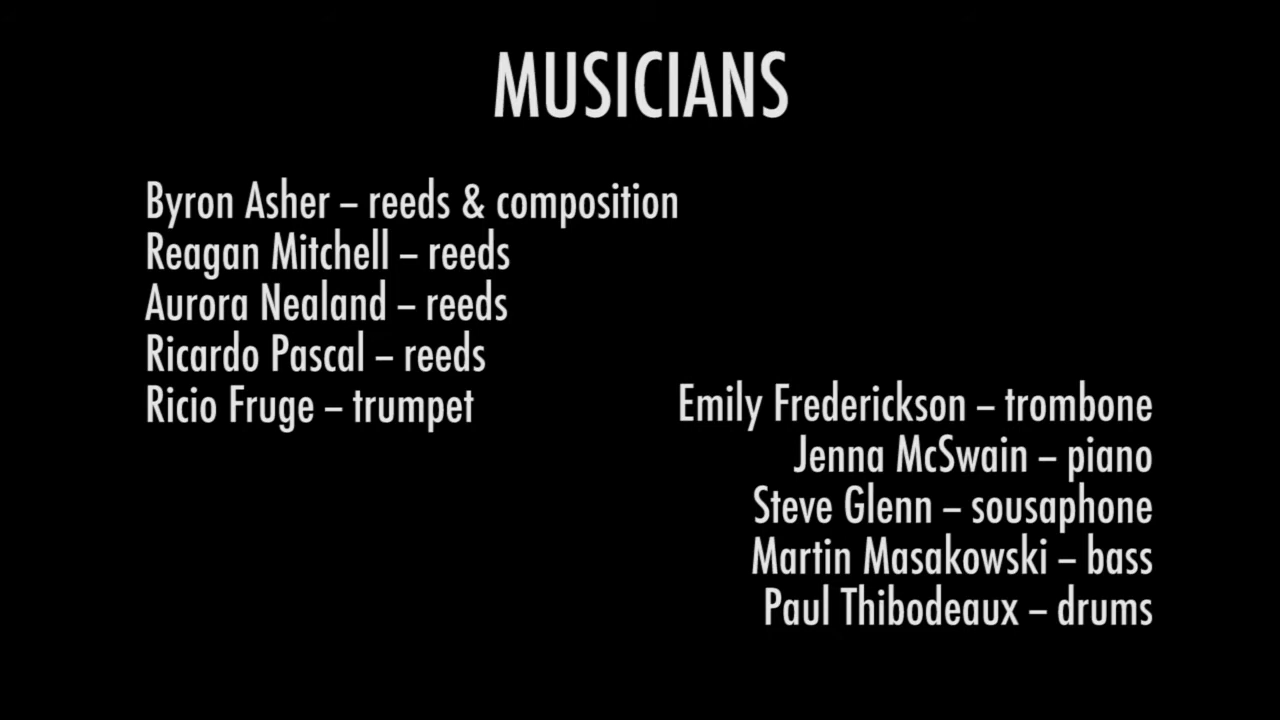 MUSICIANS
Byron Asher – reeds & composition
Reagan Mitchell – reeds
Aurora Nealand – reeds
Ricardo Pascal – reeds
Ricio Fruge – trumpet
Emily Frederickson – trombone
Jenna McSwain – piano
Steve Glenn – sousaphone
Martin Masakowski – bass
Paul Thibodeaux – drums